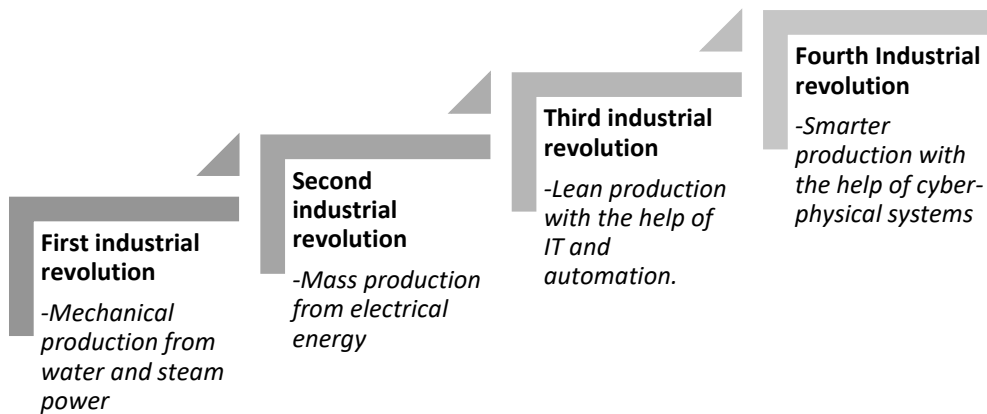 First industrial
revolution
-Mechanical
production from
water and steam
power
Second
industrial
revolution
-Mass production
from electrical
energy
Third industrial
revolution
-Lean production
with the help of
IT and
automation.
Fourth Industrial
revolution
-Smarter
production with
the help of cyber-
physical systems